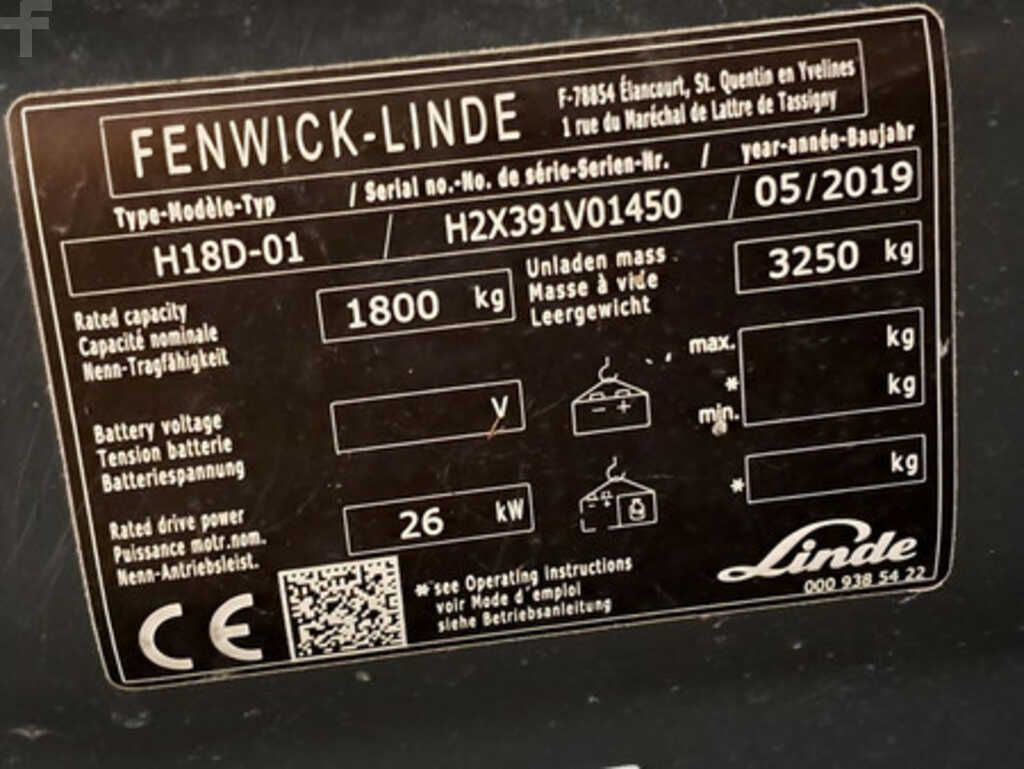 FENWICK-LINDE
F-78854 Élancourt, St. Quentin en Yvelines
1 rue du Maréchal de Lattre de Tassigny
Type-Modèle-Typ / Serial no.-No. de série-Serien-Nr. / year-année-Baujahr
H18D-01 / H2X391V01450 / 05/2019
Rated capacity
Capacité nominale
Nenn-Tragfähigkeit
1800 kg
Unladen mass
Masse à vide
Leergewicht
3250 kg
Battery voltage
Tension batterie
Batteriespannung
V
- +
max. kg
* kg
min.
Rated drive power
Puissance motr.nom.
Nenn-Antriebsleist.
26 kW
- +
* kg
CE
*see Operating instructions
voir Mode d'emploi
siehe Betriebsanleitung
Linde
000 938 54 22
f